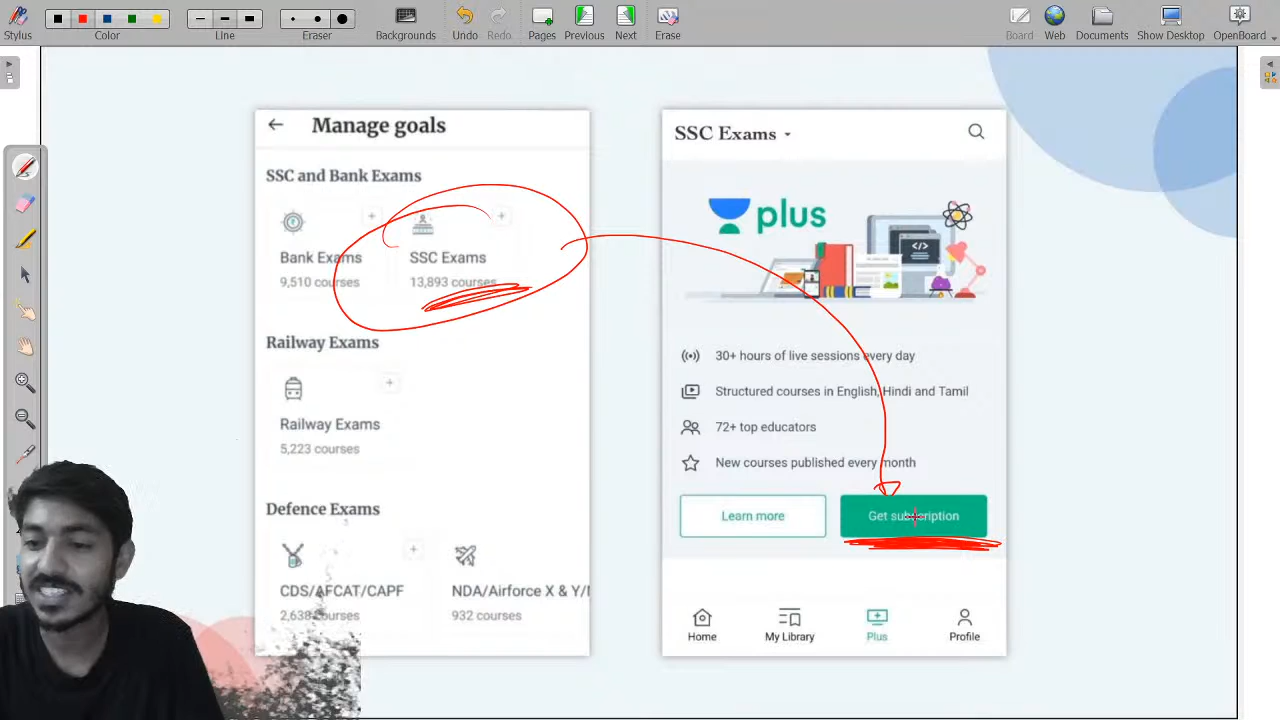 Stylus
Color
Line
Eraser
Backgrounds
Undo
Redo
Pages
Previous
Next
Erase
Board
Web
Documents
Show Desktop
OpenBoard
Manage goals
SSC and Bank Exams
Bank Exams
9,510 courses
SSC Exams
13,893 courses
Railway Exams
Railway Exams
5,223 courses
Defence Exams
CDS/AFCAT/CAPF
2,638 courses
NDA/Airforce X & Y/N
932 courses
SSC Exams
plus
</>
30+ hours of live sessions every day
Structured courses in English, Hindi and Tamil
72+ top educators
New courses published every month
Learn more
Get subscription
Home
My Library
Plus
Profile